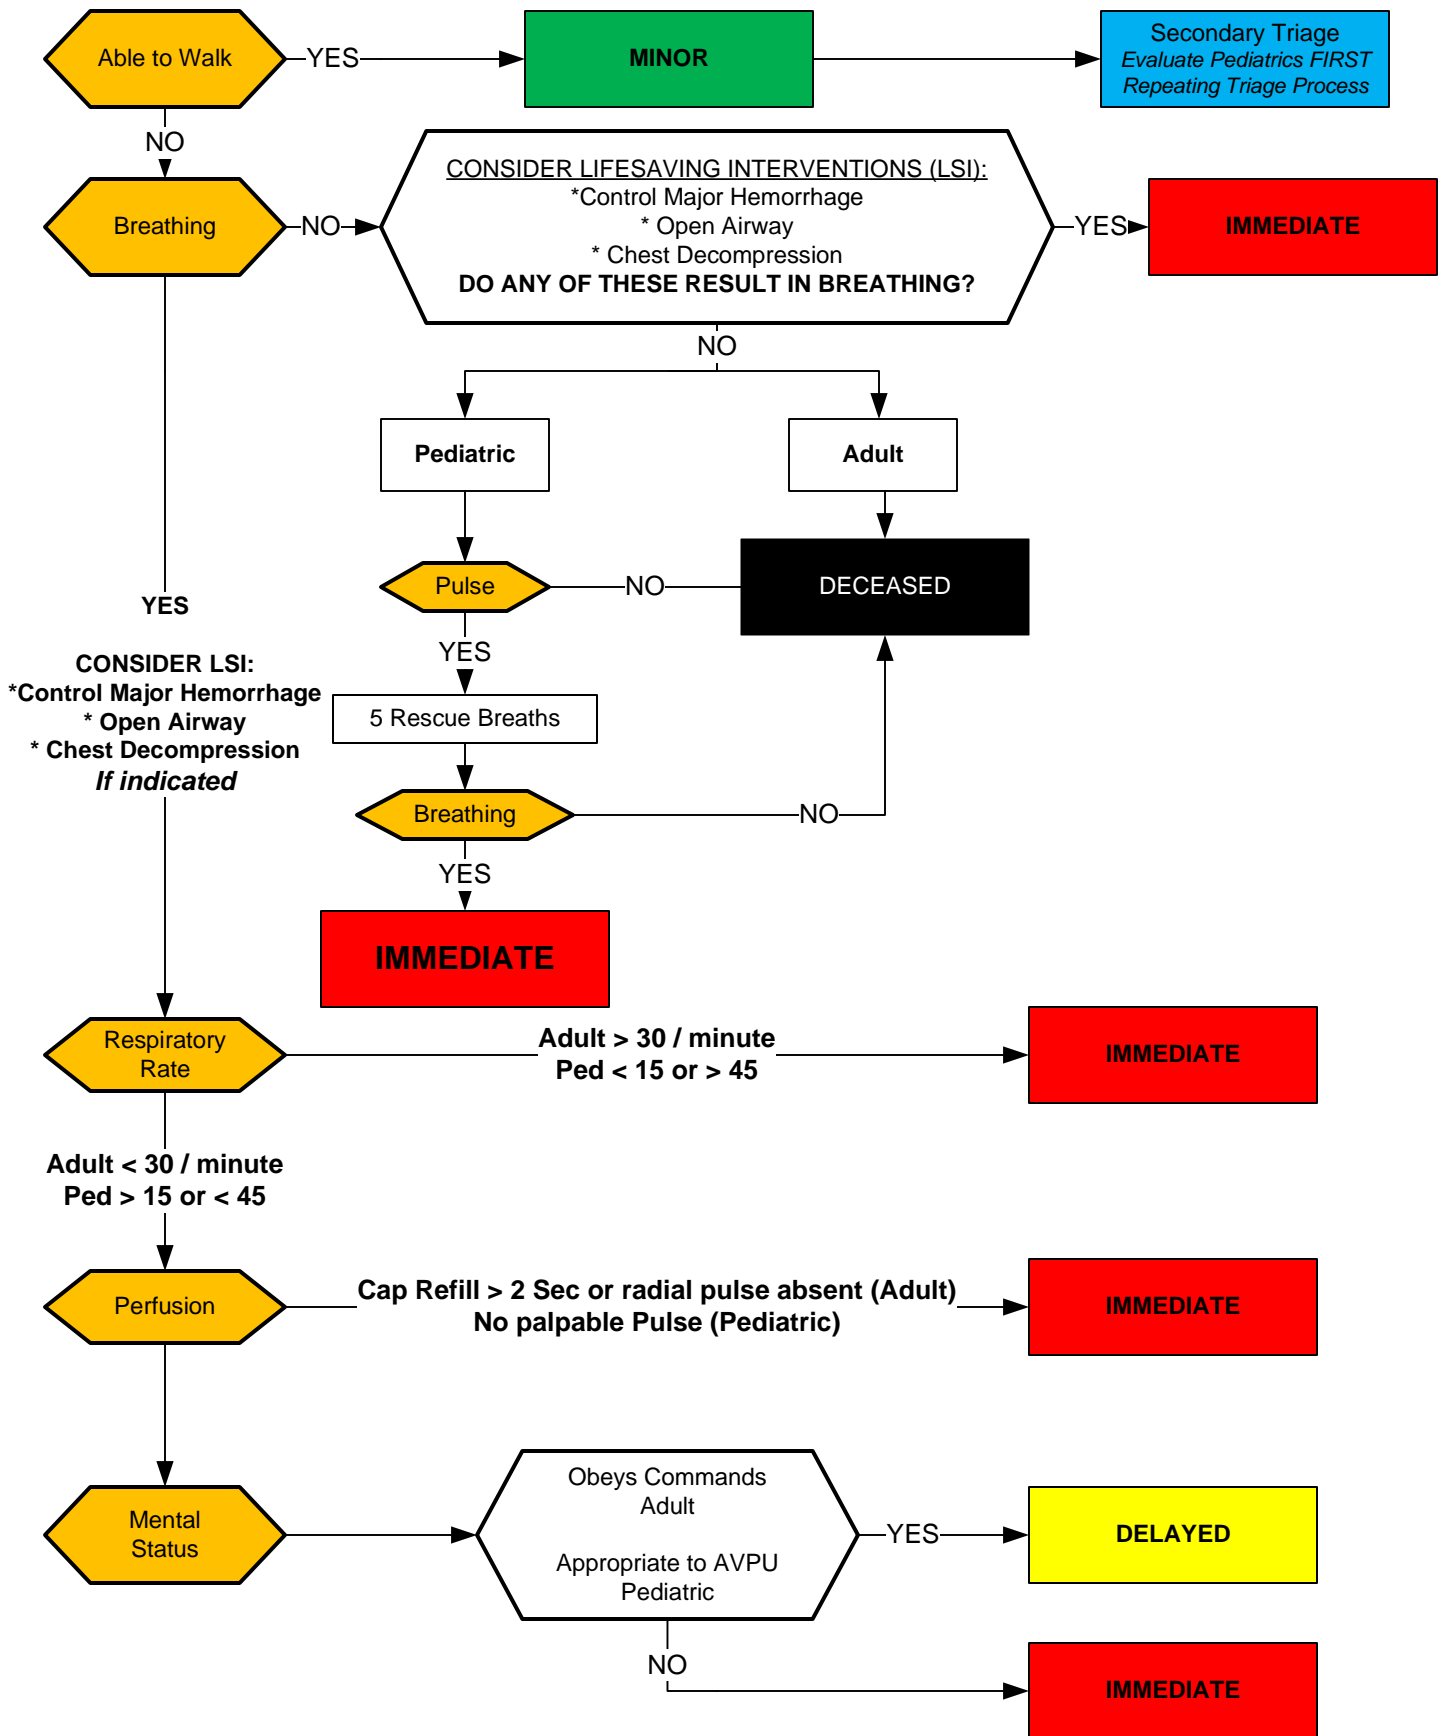 Able to Walk
YES
MINOR
Secondary Triage
Evaluate Pediatrics FIRST
Repeating Triage Process
NO
Breathing
NO
CONSIDER LIFESAVING INTERVENTIONS (LSI):
*Control Major Hemorrhage
* Open Airway
* Chest Decompression
DO ANY OF THESE RESULT IN BREATHING?
YES
IMMEDIATE
NO
Pediatric
Adult
Pulse
NO
DECEASED
YES
5 Rescue Breaths
Breathing
NO
YES
IMMEDIATE
YES
CONSIDER LSI:
*Control Major Hemorrhage
* Open Airway
* Chest Decompression
If indicated
Respiratory
Rate
Adult > 30 / minute
Ped < 15 or > 45
IMMEDIATE
Adult < 30 / minute
Ped > 15 or < 45
Perfusion
Cap Refill > 2 Sec or radial pulse absent (Adult)
No palpable Pulse (Pediatric)
IMMEDIATE
Mental
Status
Obeys Commands
Adult
Appropriate to AVPU
Pediatric
YES
DELAYED
NO
IMMEDIATE